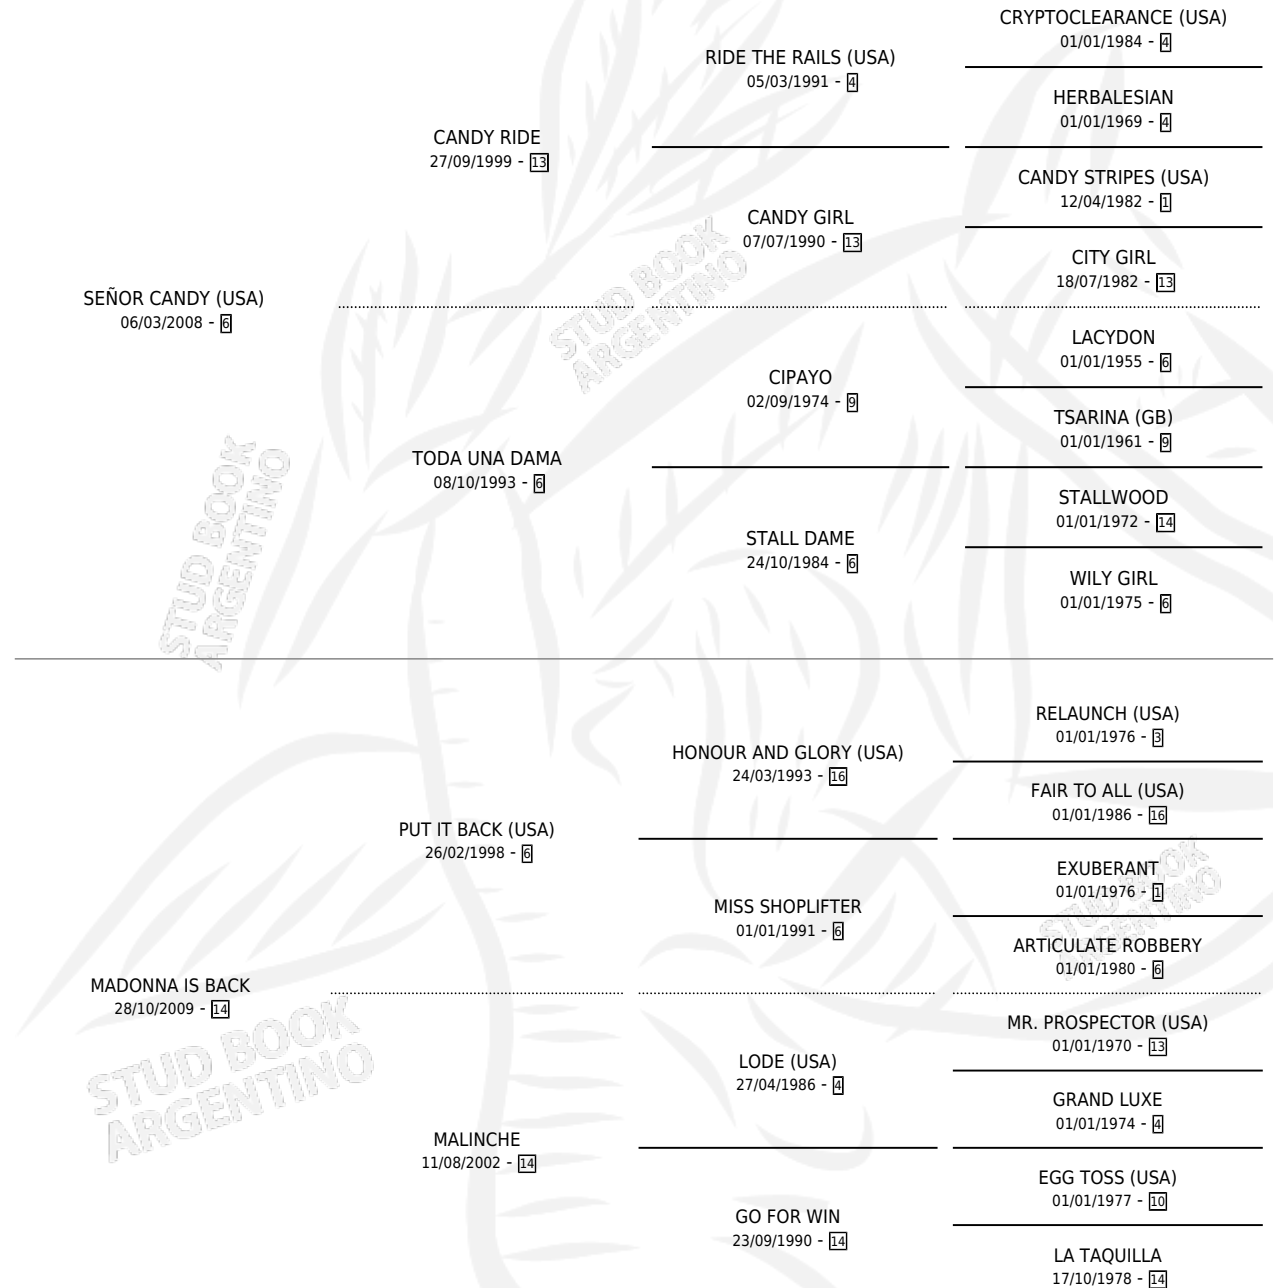 CRYPTOCLEARANCE (USA)
01/01/1984 - 4
RIDE THE RAILS (USA)
05/03/1991 - 4
HERBALESIAN
01/01/1969 - 4
CANDY RIDE
27/09/1999 - 13
CANDY STRIPES (USA)
12/04/1982 - 1
CANDY GIRL
07/07/1990 - 13
CITY GIRL
18/07/1982 - 13
SEÑOR CANDY (USA)
06/03/2008 - 6
LACYDON
01/01/1955 - 6
CIPAYO
02/09/1974 - 9
TSARINA (GB)
01/01/1961 - 9
TODA UNA DAMA
08/10/1993 - 6
STALLWOOD
01/01/1972 - 14
STALL DAME
24/10/1984 - 6
WILY GIRL
01/01/1975 - 6
RELAUNCH (USA)
01/01/1976 - 3
HONOUR AND GLORY (USA)
24/03/1993 - 16
FAIR TO ALL (USA)
01/01/1986 - 16
PUT IT BACK (USA)
26/02/1998 - 6
EXUBERANT
01/01/1976 - 1
MISS SHOPLIFTER
01/01/1991 - 6
ARTICULATE ROBBERY
01/01/1980 - 6
MADONNA IS BACK
28/10/2009 - 14
MR. PROSPECTOR (USA)
01/01/1970 - 13
LODE (USA)
27/04/1986 - 4
GRAND LUXE
01/01/1974 - 4
MALINCHE
11/08/2002 - 14
EGG TOSS (USA)
01/01/1977 - 10
GO FOR WIN
23/09/1990 - 14
LA TAQUILLA
17/10/1978 - 14
STUD BOOK
ARGENTINO
STUD BOOK
ARGENTINO
STUD BOOK
ARGENTINO
STUD BOOK
ARGENTINO